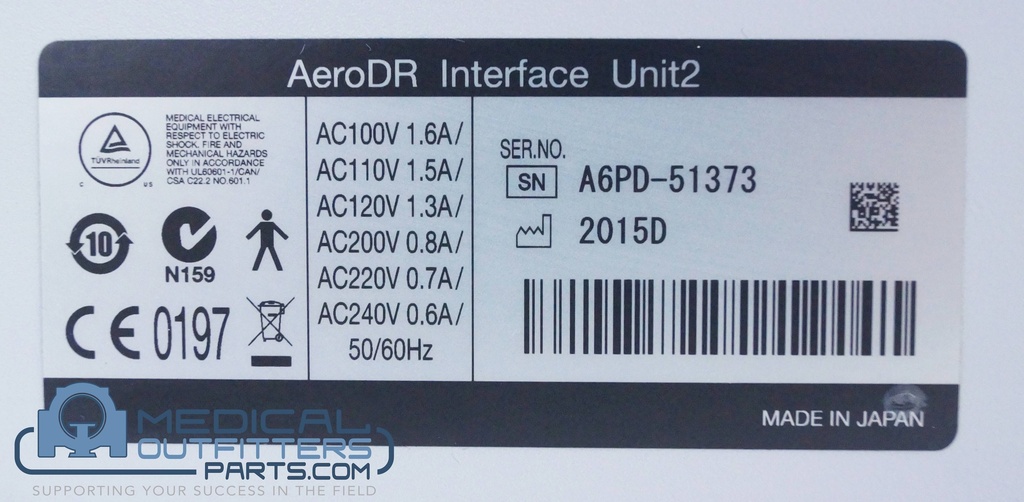 AeroDR Interface Unit2
TÜVRheinland
C US
MEDICAL ELECTRICAL
EQUIPMENT WITH
RESPECT TO ELECTRIC
SHOCK, FIRE AND
MECHANICAL HAZARDS
ONLY IN ACCORDANCE
WITH UL60601-1/CAN/
CSA C22.2 NO.601.1
10
N159
CE 0197
AC100V 1.6A/
AC110V 1.5A/
AC120V 1.3A/
AC200V 0.8A/
AC220V 0.7A/
AC240V 0.6A/
50/60Hz
SER.NO.
SN A6PD-51373
2015D
MADE IN JAPAN
MEDICAL
OUTFITTERS
PARTS.COM
SUPPORTING YOUR SUCCESS IN THE FIELD